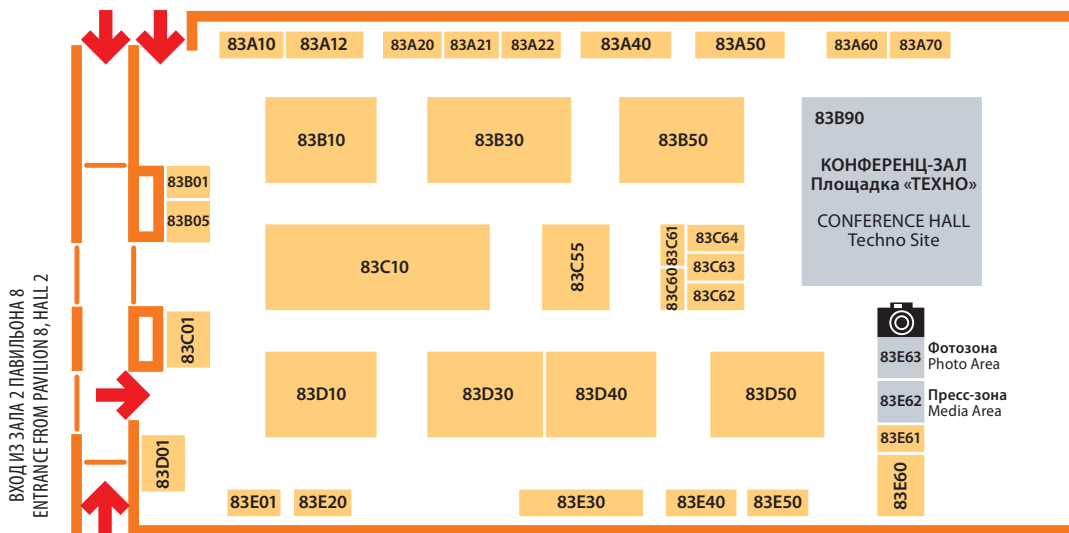 83A10
83A12
83A20
83A21
83A22
83A40
83A50
83A60
83A70
83B10
83B30
83B50
83B90
КОНФЕРЕНЦ-ЗАЛ
Площадка «ТЕХНО»
CONFERENCE HALL
Techno Site
83B01
83B05
83C10
83C55
83C61
83C60
83C64
83C63
83C62
83C01
ВХОД ИЗ ЗАЛА 2 ПАВИЛЬОНА 8
ENTRANCE FROM PAVILION 8, HALL 2
83D10
83D30
83D40
83D50
83E63
Фотозона
Photo Area
83E62
Пресс-зона
Media Area
83E61
83E60
83D01
83E01
83E20
83E30
83E40
83E50